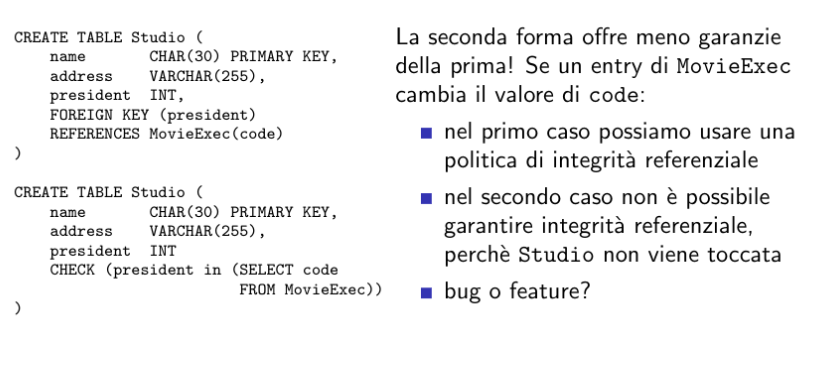 CREATE TABLE Studio (
    name       CHAR(30) PRIMARY KEY,
    address    VARCHAR(255),
    president  INT,
    FOREIGN KEY (president)
    REFERENCES MovieExec(code)
)
CREATE TABLE Studio (
    name       CHAR(30) PRIMARY KEY,
    address    VARCHAR(255),
    president  INT
    CHECK (president in (SELECT code
                         FROM MovieExec))
)
La seconda forma offre meno garanzie
della prima! Se un entry di MovieExec
cambia il valore di code:
nel primo caso possiamo usare una
politica di integrità referenziale
nel secondo caso non è possibile
garantire integrità referenziale,
perchè Studio non viene toccata
bug o feature?